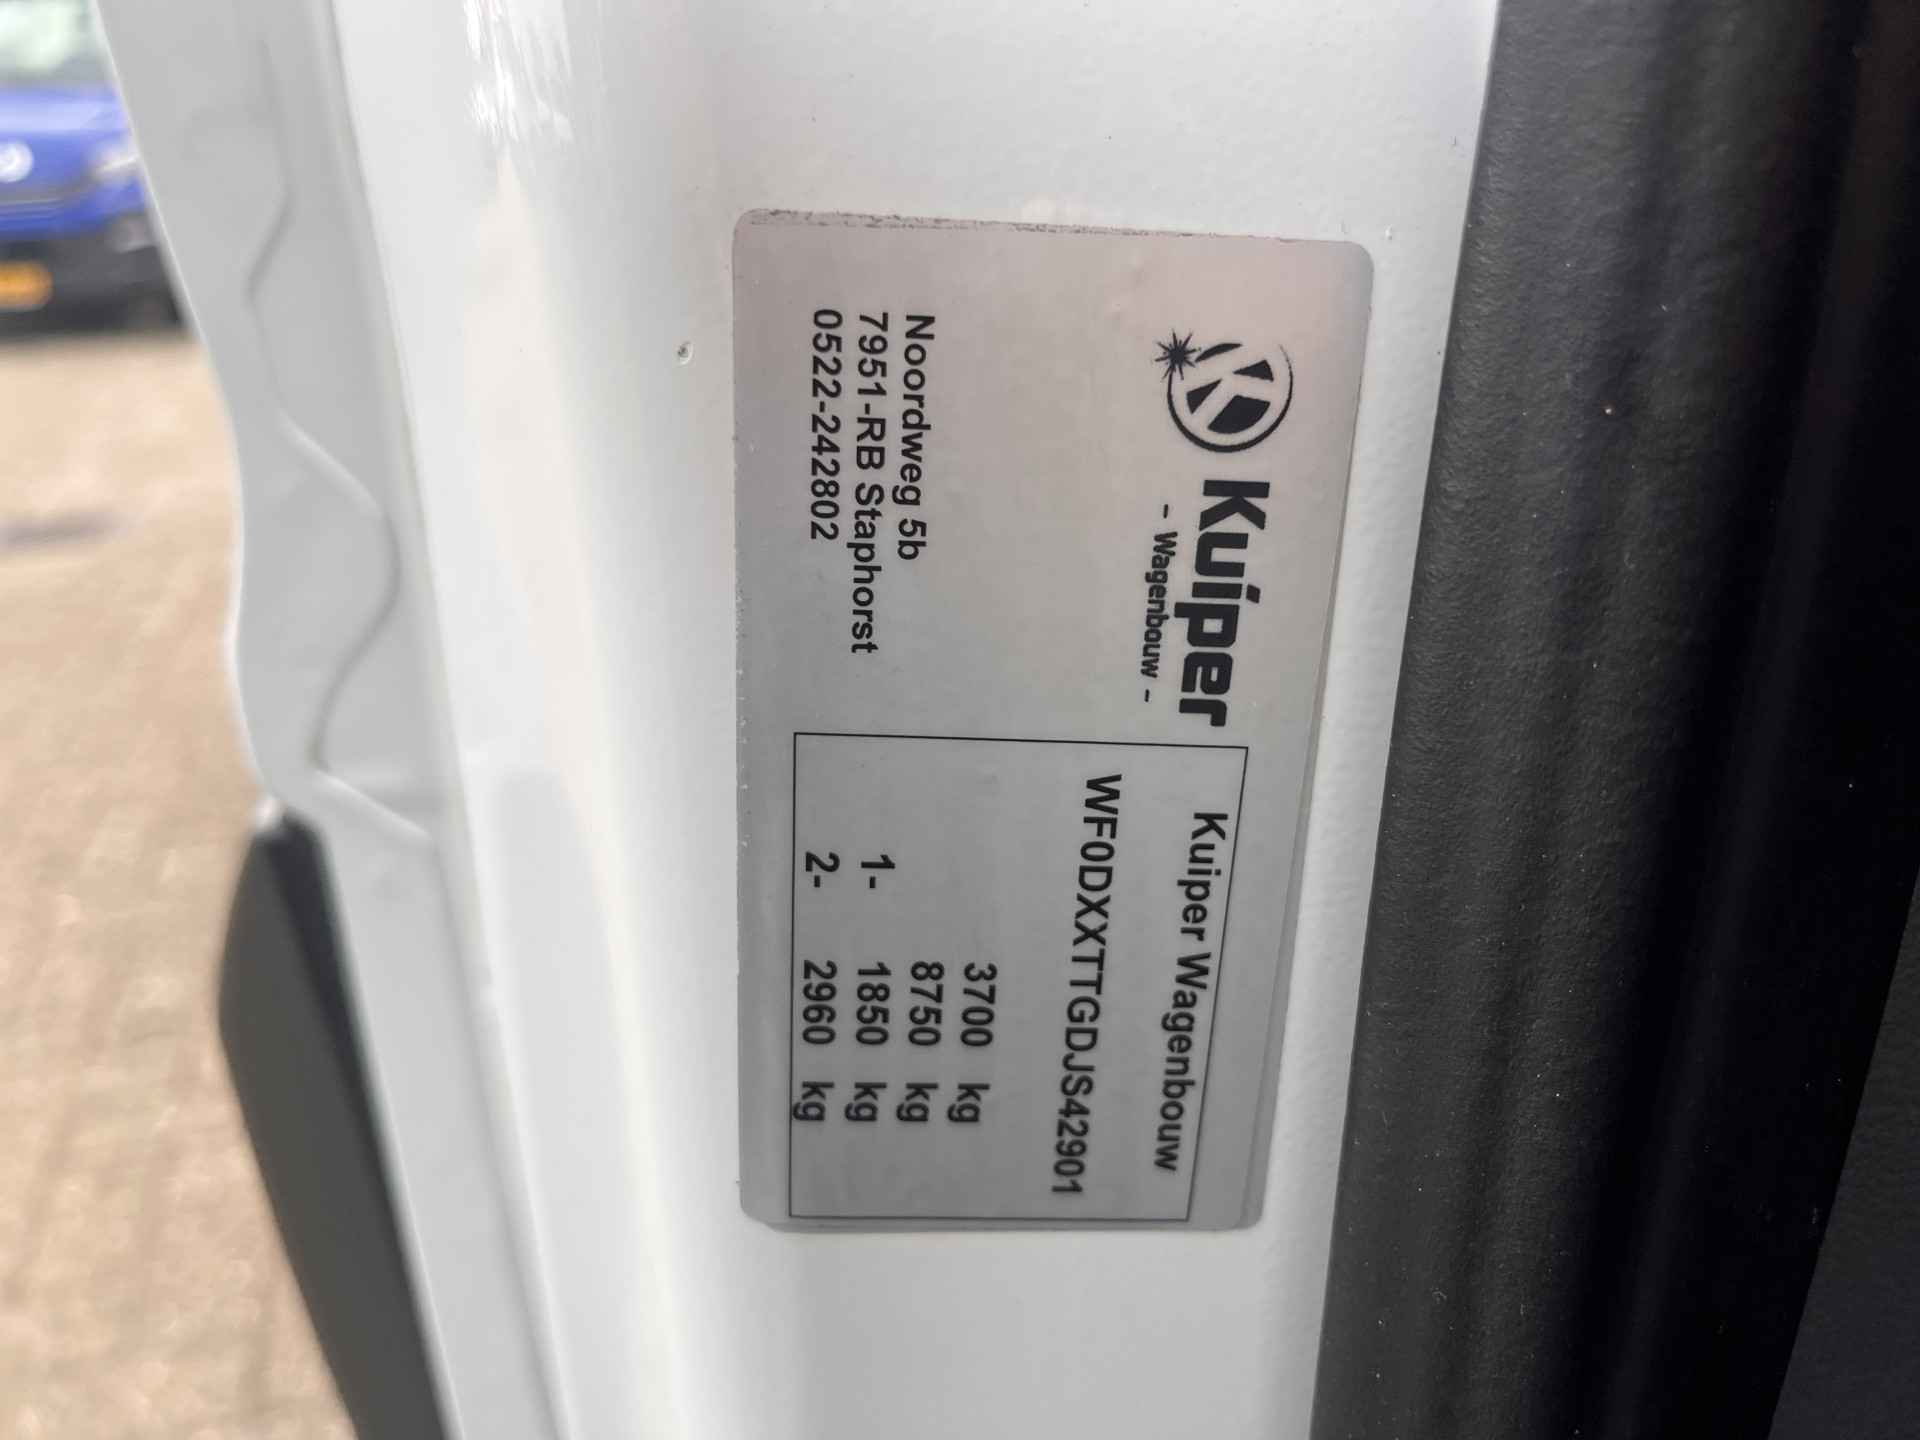 K Kuiper
- Wagenbouw -
Noordweg 5b
7951-RB Staphorst
0522-242802
Kuiper Wagenbouw
WF0DXXTTGDJS42901
3700 kg
8750 kg
1- 1850 kg
2- 2960 kg